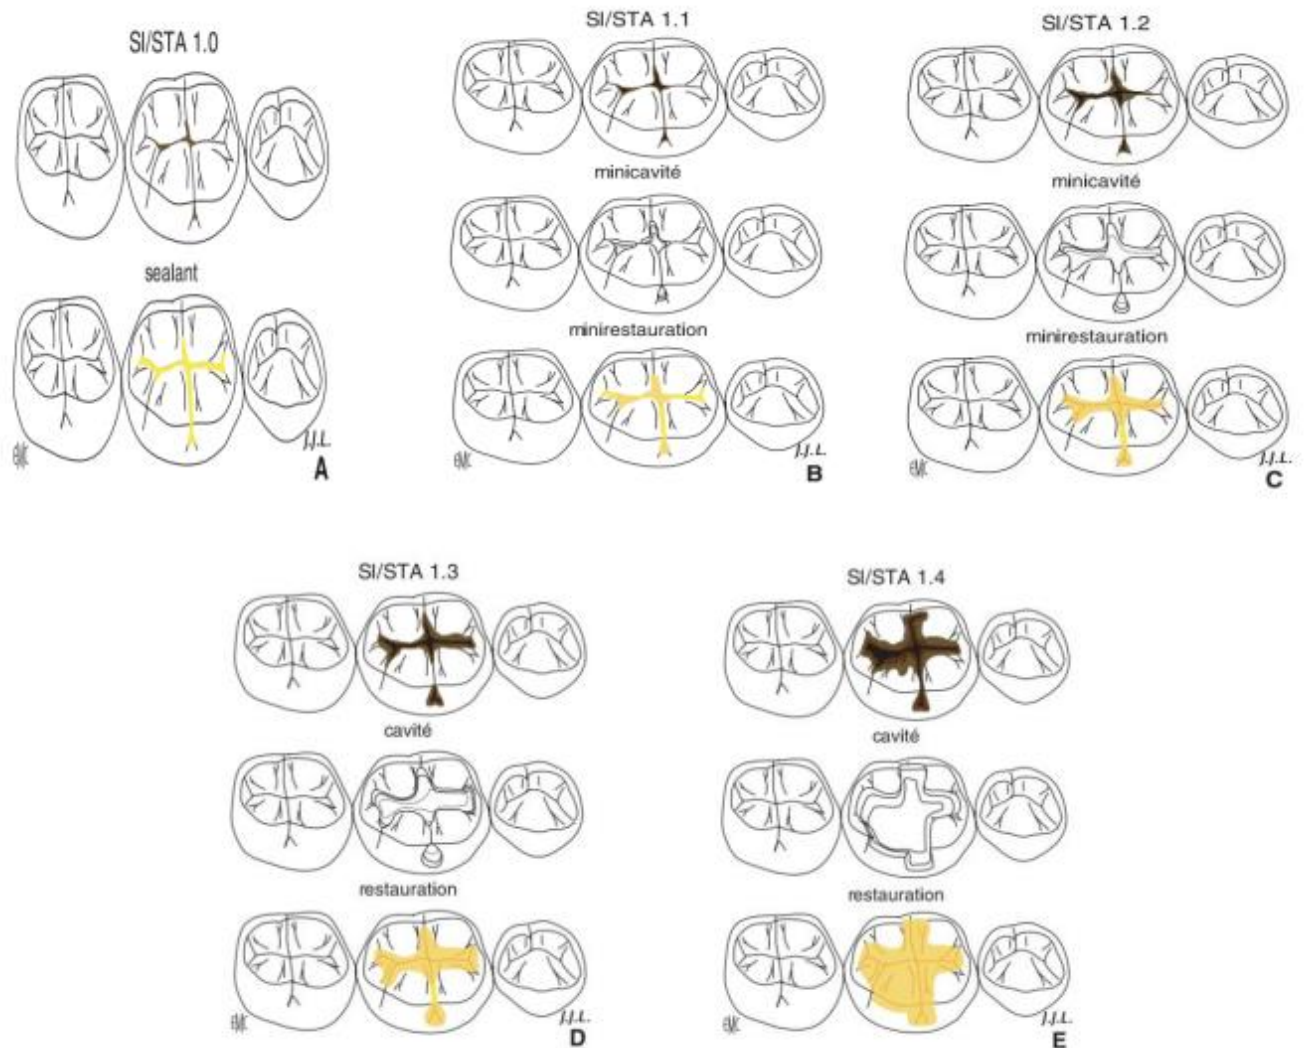 SI/STA 1.0
sealant
J.J.L.
A
SI/STA 1.1
minicavité
minirestauration
J.J.L.
B
SI/STA 1.2
minicavité
minirestauration
J.J.L.
C
SI/STA 1.3
cavité
restauration
J.J.L.
D
SI/STA 1.4
cavité
restauration
J.J.L.
E